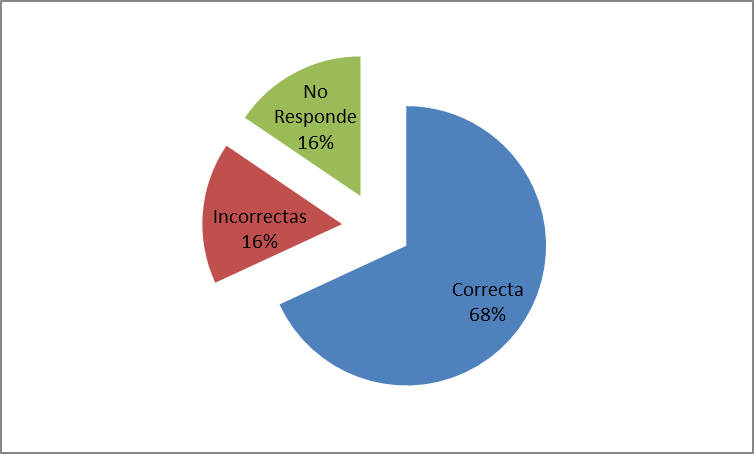 No
Responde
16%
Incorrectas
16%
Correcta
68%